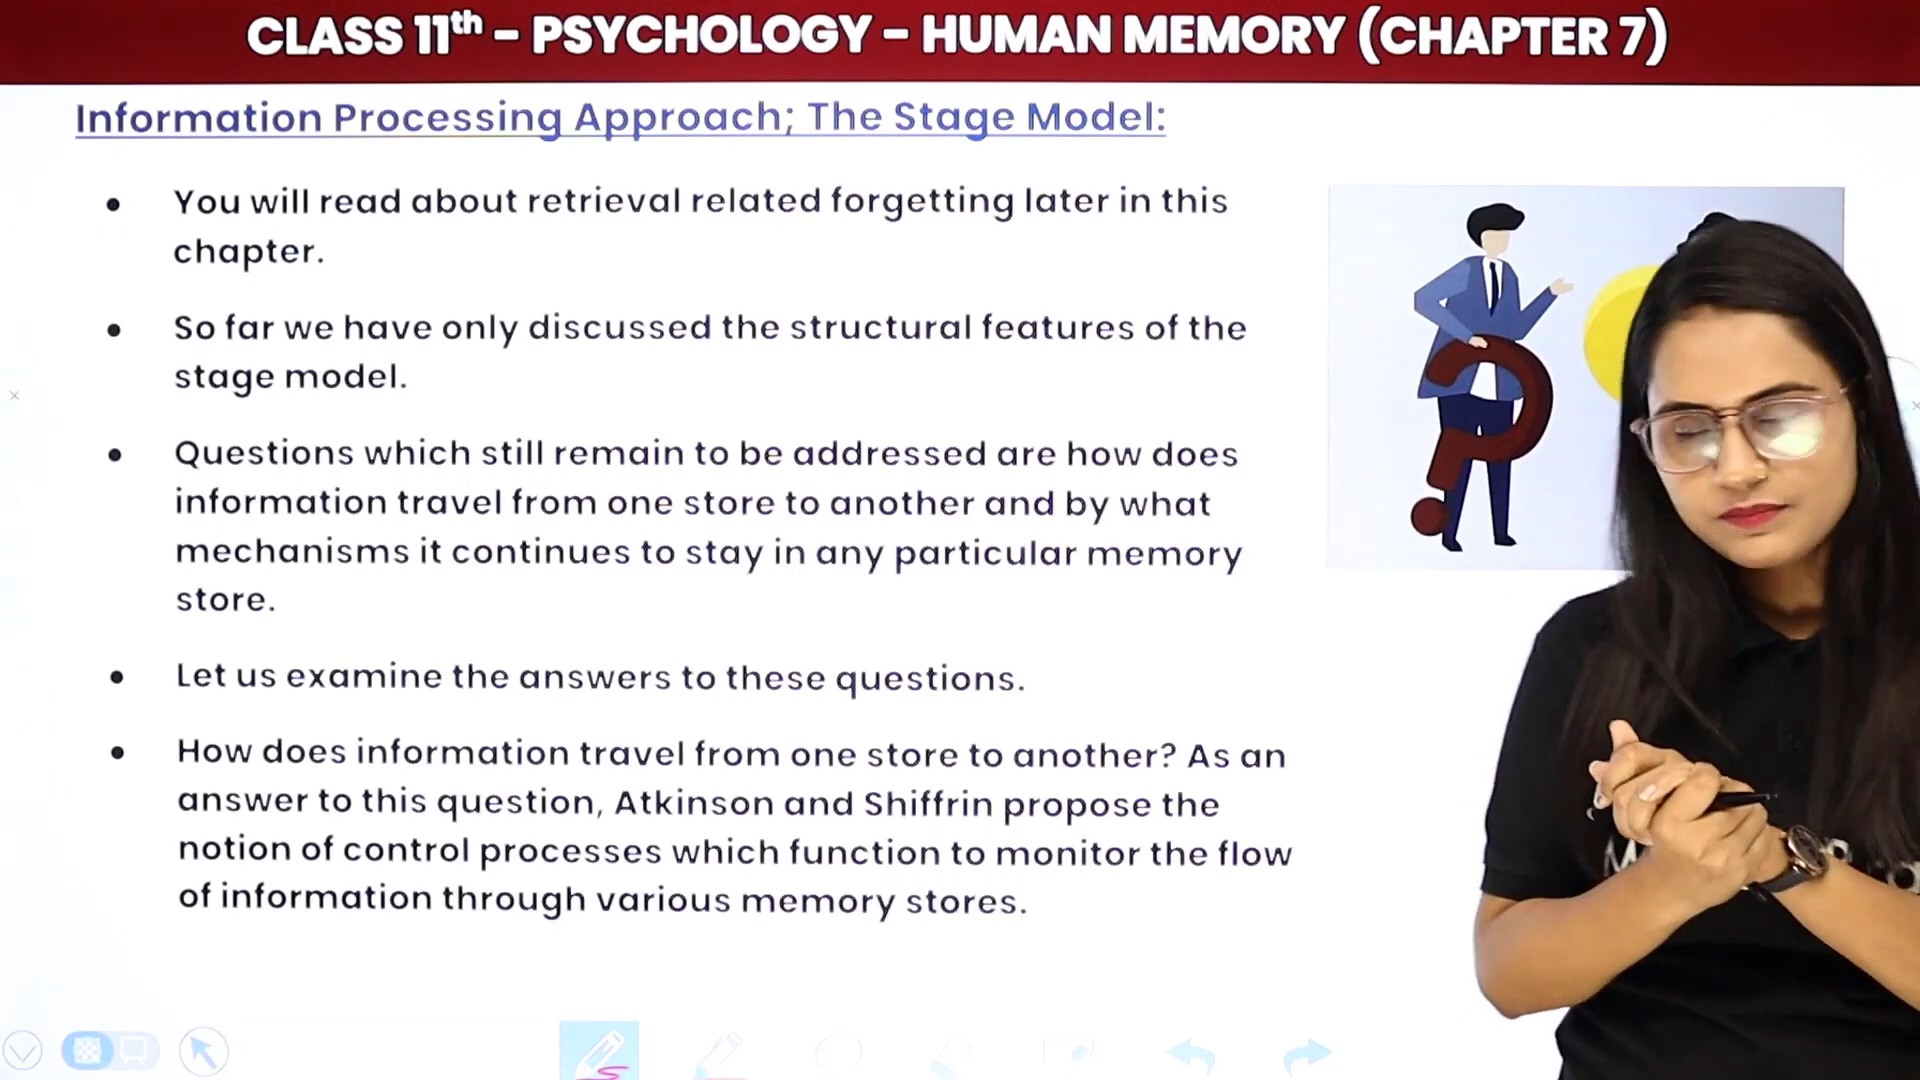 CLASS 11th – PSYCHOLOGY – HUMAN MEMORY (CHAPTER 7)
Information Processing Approach; The Stage Model:
• You will read about retrieval related forgetting later in this
chapter.
• So far we have only discussed the structural features of the
stage model.
• Questions which still remain to be addressed are how does
information travel from one store to another and by what
mechanisms it continues to stay in any particular memory
store.
• Let us examine the answers to these questions.
• How does information travel from one store to another? As an
answer to this question, Atkinson and Shiffrin propose the
notion of control processes which function to monitor the flow
of information through various memory stores.